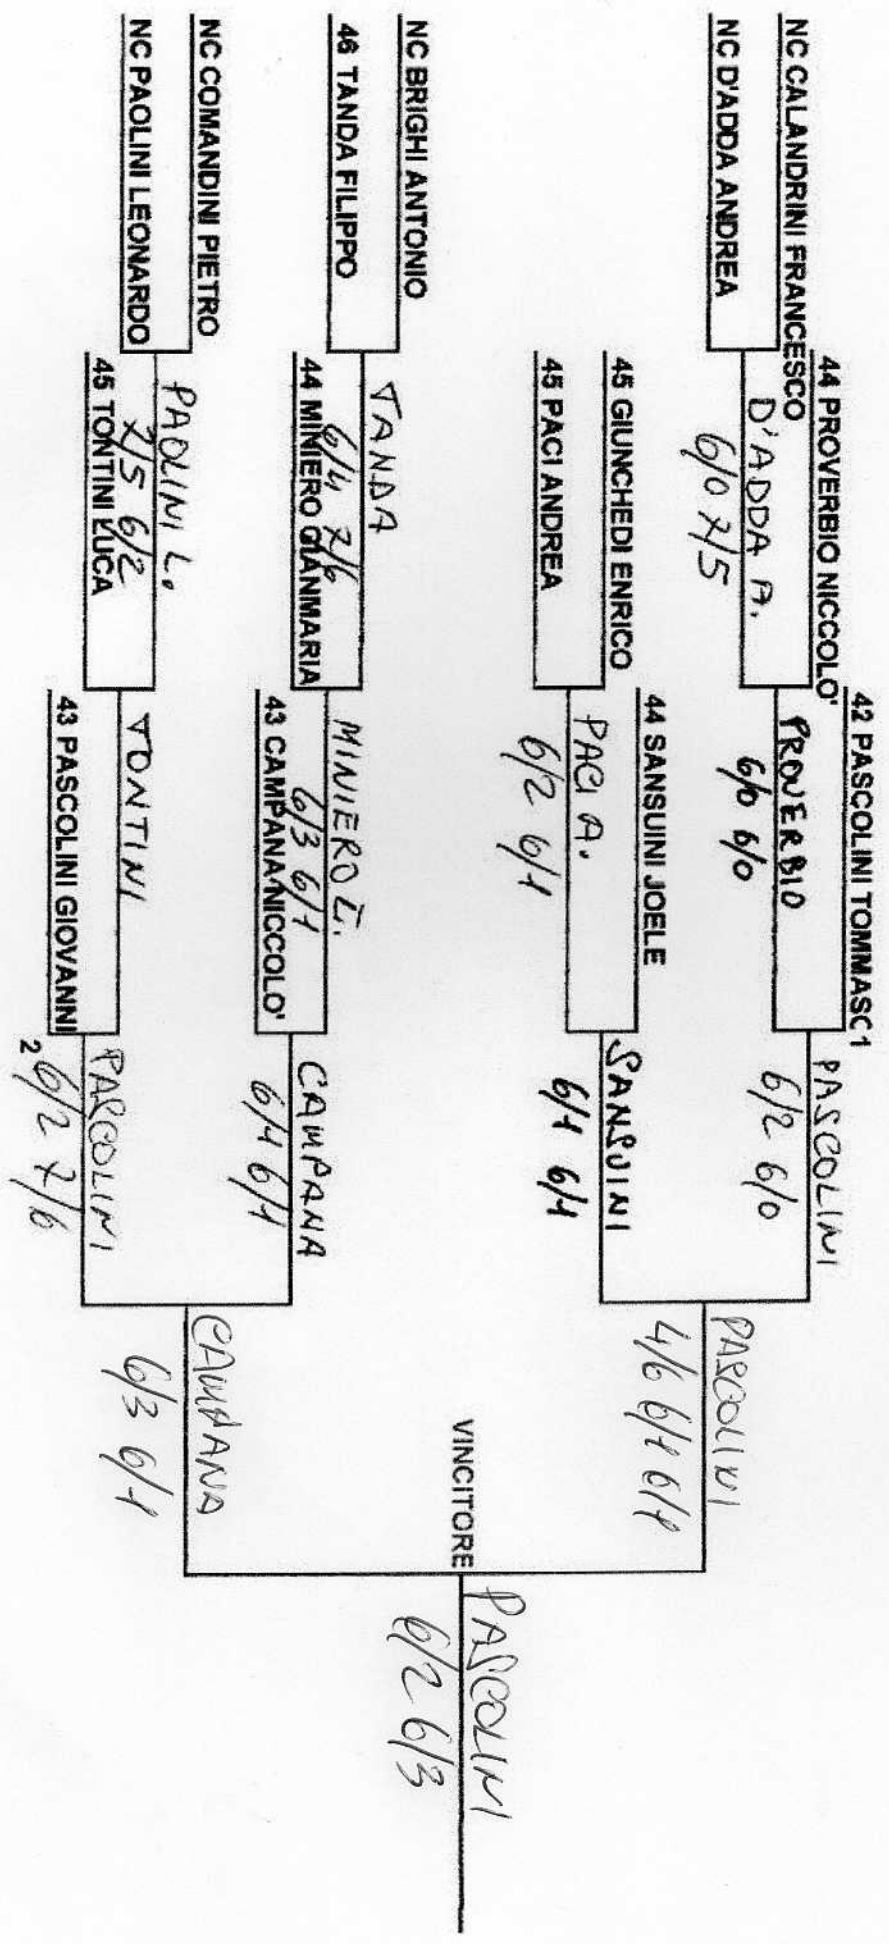 NC CALANDRINI FRANCESCO
NC D'ADDA ANDREA
NC BRIGHI ANTONIO
46 TANDA FILIPPO
NC COMANDINI PIETRO
NC PAOLINI LEONARDO
44 PROVERBIO NICCOLO'
D'ADDA A.
6/0 7/5
45 GIUNCHEDI ENRICO
45 PACI ANDREA
TANDA
6/4 7/6
44 MINIERO GIANMARIA
PAOLINI L.
7/5 6/2
45 TONTINI LUCA
42 PASCOLINI TOMMASC 1
PROVERBIO
6/0 6/0
44 SANSUINI JOELE
PACI A.
6/2 6/1
MINIERO
6/3 6/1
43 CAMPANA NICCOLO'
TONTINI
43 PASCOLINI GIOVANNI 2
PASCOLINI
6/2 6/0
SANSUINI
6/1 6/1
CAMPANA
6/1 6/1
PASCOLINI
6/2 7/6
PASCOLINI
4/6 6/1 6/1
CAMPANA
6/3 6/1
VINCITORE
PASCOLINI
6/2 6/3